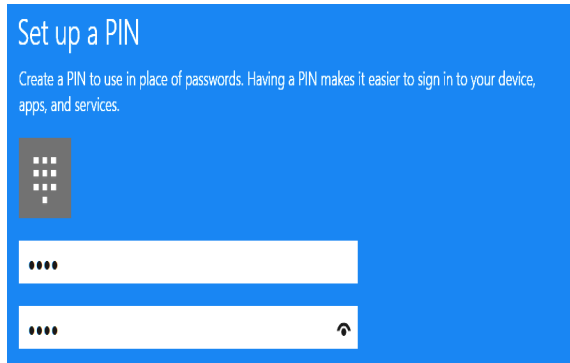 Set up a PIN
Create a PIN to use in place of passwords. Having a PIN makes it easier to sign in to your device,
apps, and services.
••••
••••